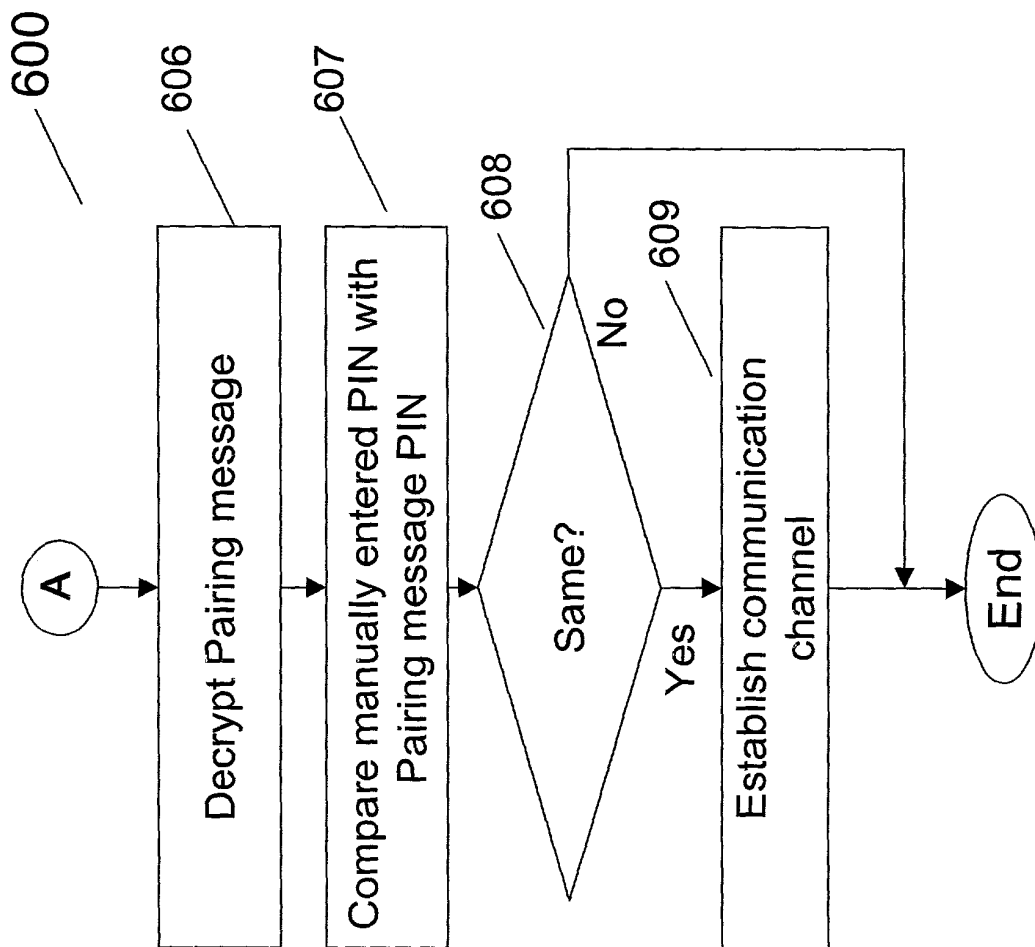 600
A
606
Decrypt Pairing message
607
Compare manually entered PIN with
Pairing message PIN
608
Same?
No
Yes
609
Establish communication
channel
End